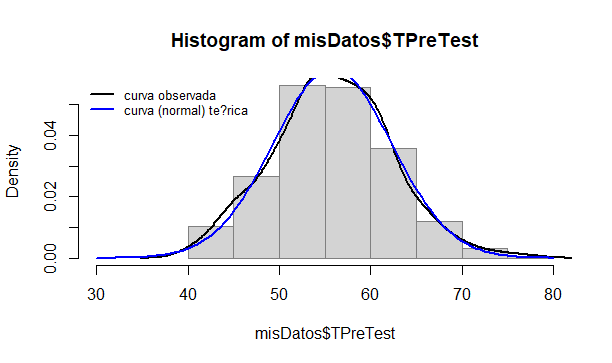 Histogram of misDatos$TPreTest
curva observada
curva (normal) te?rica
Density
0.00
0.02
0.04
30 40 50 60 70 80
misDatos$TPreTest